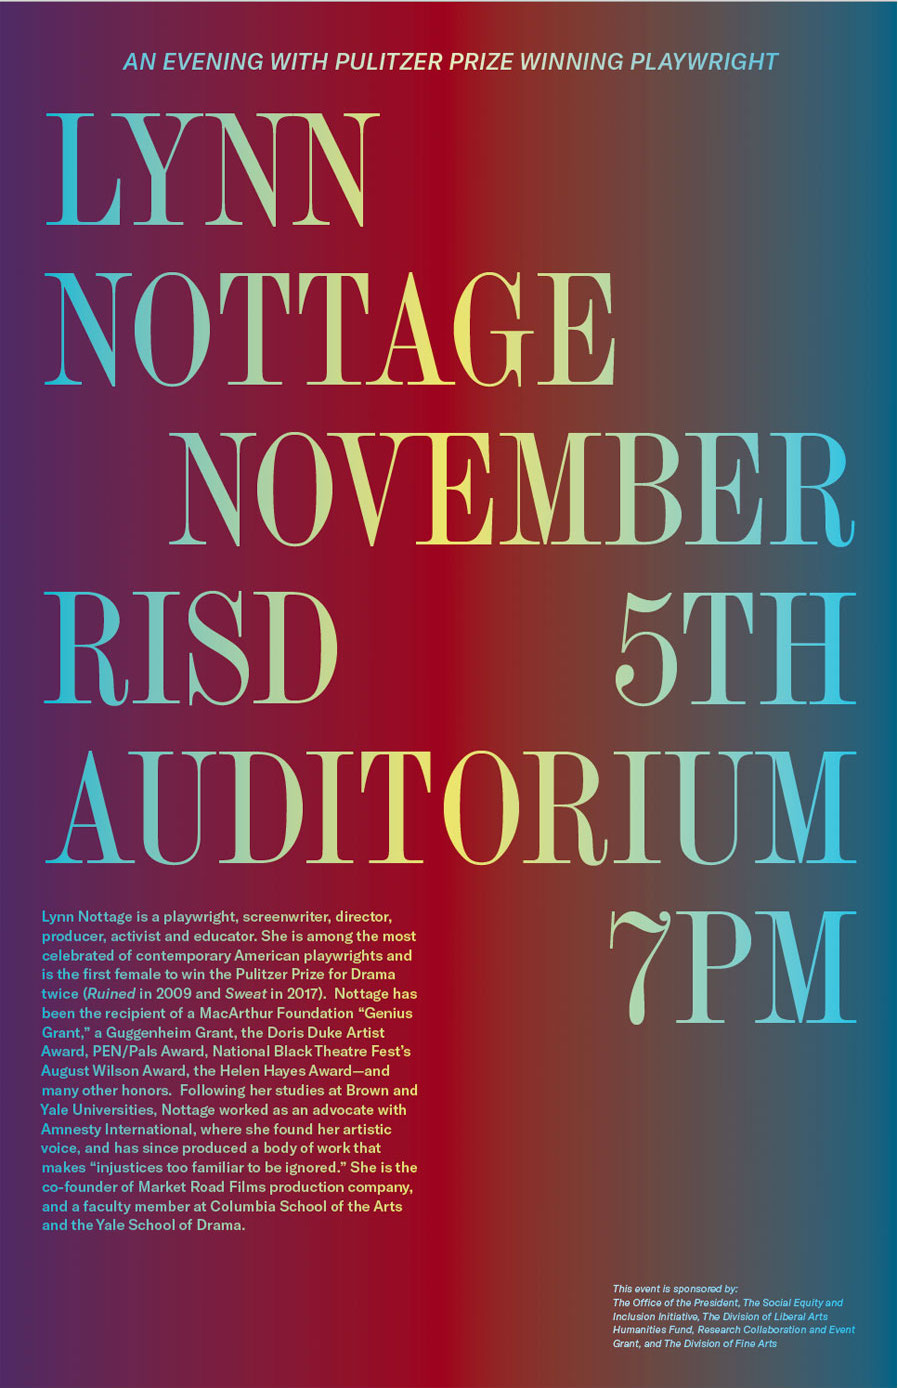 AN EVENING WITH PULITZER PRIZE WINNING PLAYWRIGHT
LYNN
NOTTAGE
NOVEMBER
RISD 5TH
AUDITORIUM
7PM
Lynn Nottage is a playwright, screenwriter, director,
producer, activist and educator. She is among the most
celebrated of contemporary American playwrights and
is the first female to win the Pulitzer Prize for Drama
twice (Ruined in 2009 and Sweat in 2017). Nottage has
been the recipient of a MacArthur Foundation “Genius
Grant,” a Guggenheim Grant, the Doris Duke Artist
Award, PEN/Pals Award, National Black Theatre Fest’s
August Wilson Award, the Helen Hayes Award—and
many other honors. Following her studies at Brown and
Yale Universities, Nottage worked as an advocate with
Amnesty International, where she found her artistic
voice, and has since produced a body of work that
makes “injustices too familiar to be ignored.” She is the
co-founder of Market Road Films production company,
and a faculty member at Columbia School of the Arts
and the Yale School of Drama.
This event is sponsored by:
The Office of the President, The Social Equity and
Inclusion Initiative, The Division of Liberal Arts
Humanities Fund, Research Collaboration and Event
Grant, and The Division of Fine Arts